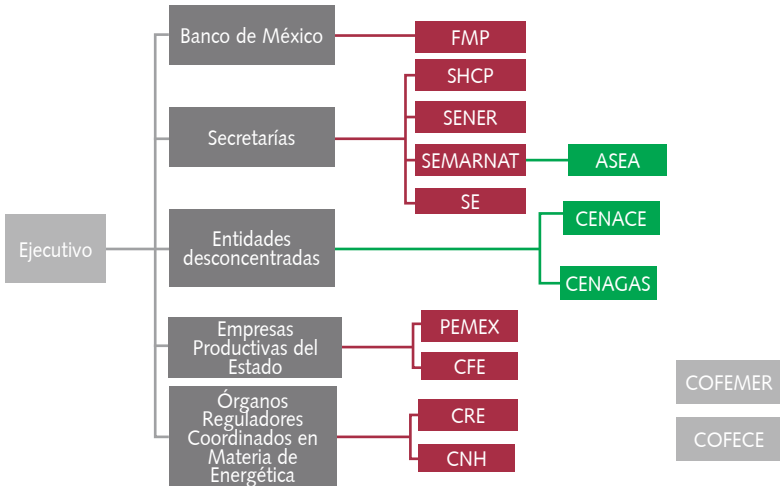 Ejecutivo
Banco de México
FMP
Secretarías
SHCP
SENER
SEMARNAT
ASEA
SE
Entidades
desconcentradas
CENACE
CENAGAS
Empresas
Productivas del
Estado
PEMEX
CFE
Órganos
Reguladores
Coordinados en
Materia de
Energética
CRE
CNH
COFEMER
COFECE